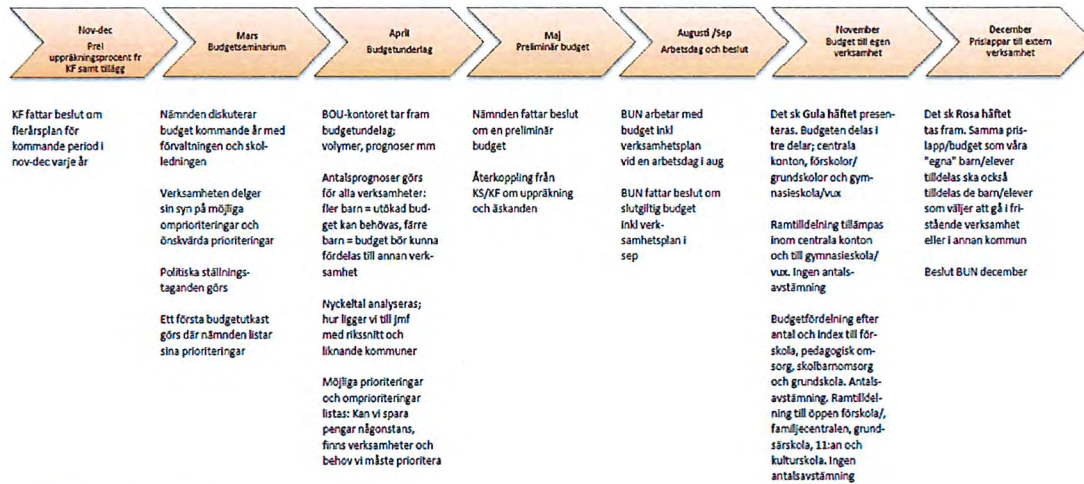 Nov-dec
Prel
uppräkningsprocent fr
KF samt tillägg
Mars
Budgetseminarium
April
Budgetunderlag
Maj
Preliminär budget
Augusti /Sep
Arbetsdag och beslut
November
Budget till egen
verksamhet
December
Prislappar till extern
verksamhet
KF fattar beslut om
flerårsplan för
kommande period i
nov-dec varje år
Nämnden diskuterar
budget kommande år med
förvaltningen och skol-
ledningen
Verksamheten delger
sin syn på möjliga
omprioriteringar och
önskvärda prioriteringar
Politiska ställnings-
taganden görs
Ett första budgetutkast
görs där nämnden listar
sina prioriteringar
BOU-kontoret tar fram
budgetundelag;
volymer, prognoser mm
Antalsprognoser görs
för alla verksamheter:
fler barn = utökad bud-
get kan behövas, färre
barn = budget bör kunna
fördelas till annan verk-
samhet
Nyckeltal analyseras;
hur ligger vi till jmf
med rikssnitt och
liknande kommuner
Möjliga prioriteringar
och omprioriteringar
listas: Kan vi spara
pengar någonstans,
finns verksamheter och
behov vi måste prioritera
Nämnden fattar beslut
om en preliminär
budget
Återkoppling från
KS/KF om uppräkning
och äskanden
BUN arbetar med
budget inkl
verksamhetsplan
vid en arbetsdag i aug
BUN fattar beslut om
slutgiltig budget
inkl verk-
samhetsplan i
sep
Det sk Gula häftet presen-
teras. Budgeten delas i
tre delar; centrala
konton, förskolor/
grundskolor och gym-
nasieskola/vux
Ramtilldelning tillämpas
inom centrala konton
och till gymnasieskola/
vux. Ingen antals-
avstämning
Budgetfördelning efter
antal och index till för-
skola, pedagogisk om-
sorg, skolbarnomsorg
och grundskola. Antals-
avstämning. Ramtilldel-
ning till öppen förskola/,
familjecentralen, grund-
särskola, 11:an och
kulturskola. Ingen
antalsavstämning
Det sk Rosa häftet
tas fram. Samma pris-
lapp/budget som våra
"egna" barn/elever
tilldelas ska också
tilldelas de barn/elever
som väljer att gå i fri-
stående verksamhet
eller i annan kommun
Beslut BUN december